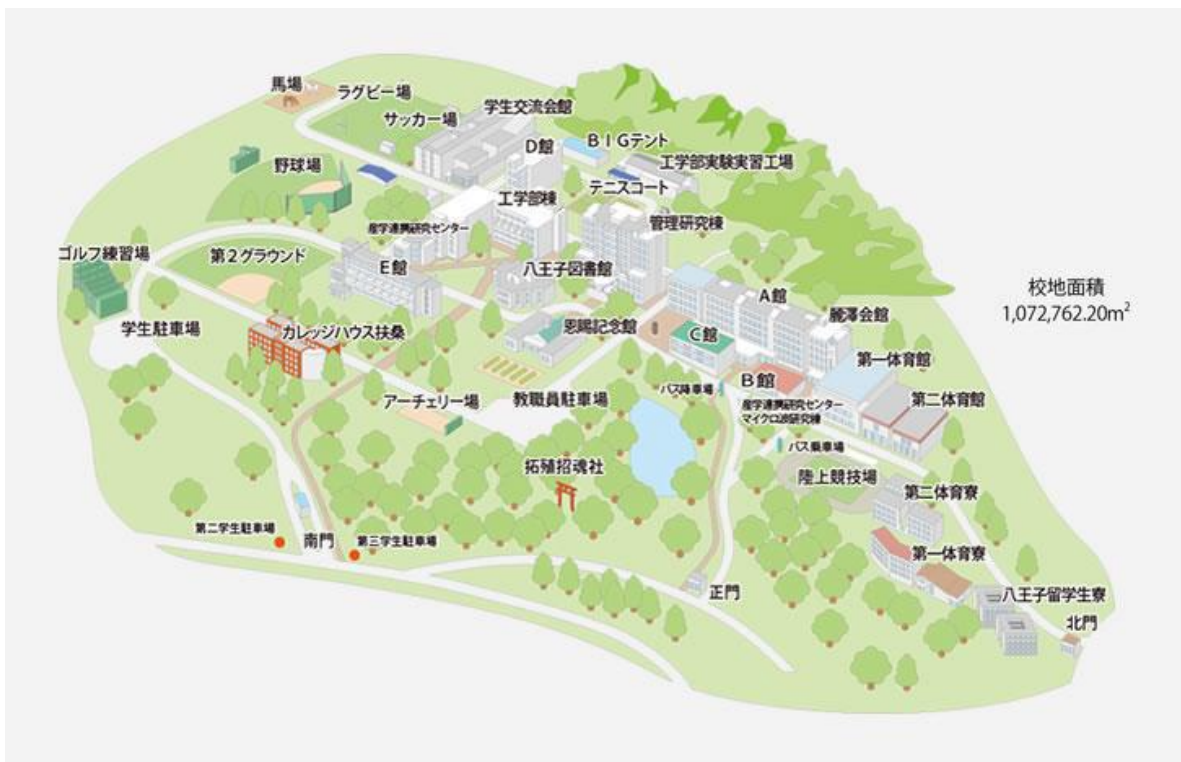 馬場
ラグビー場
サッカー場
学生交流会館
D館
BIGテント
工学部実験実習工場
野球場
工学部棟
テニスコート
産学連携研究センター
管理研究棟
ゴルフ練習場
第2グラウンド
E館
八王子図書館
A館
校地面積
1,072,762.20m²
学生駐車場
カレッジハウス扶桑
恩賜記念館
C館
麗澤会館
第一体育館
アーチェリー場
教職員駐車場
バス降車場
B館
第二体育館
産学連携研究センター
マイクロ波研究棟
バス乗車場
拓殖招魂社
陸上競技場
第二体育寮
第二学生駐車場
南門
第三学生駐車場
第一体育寮
正門
八王子留学生寮
北門